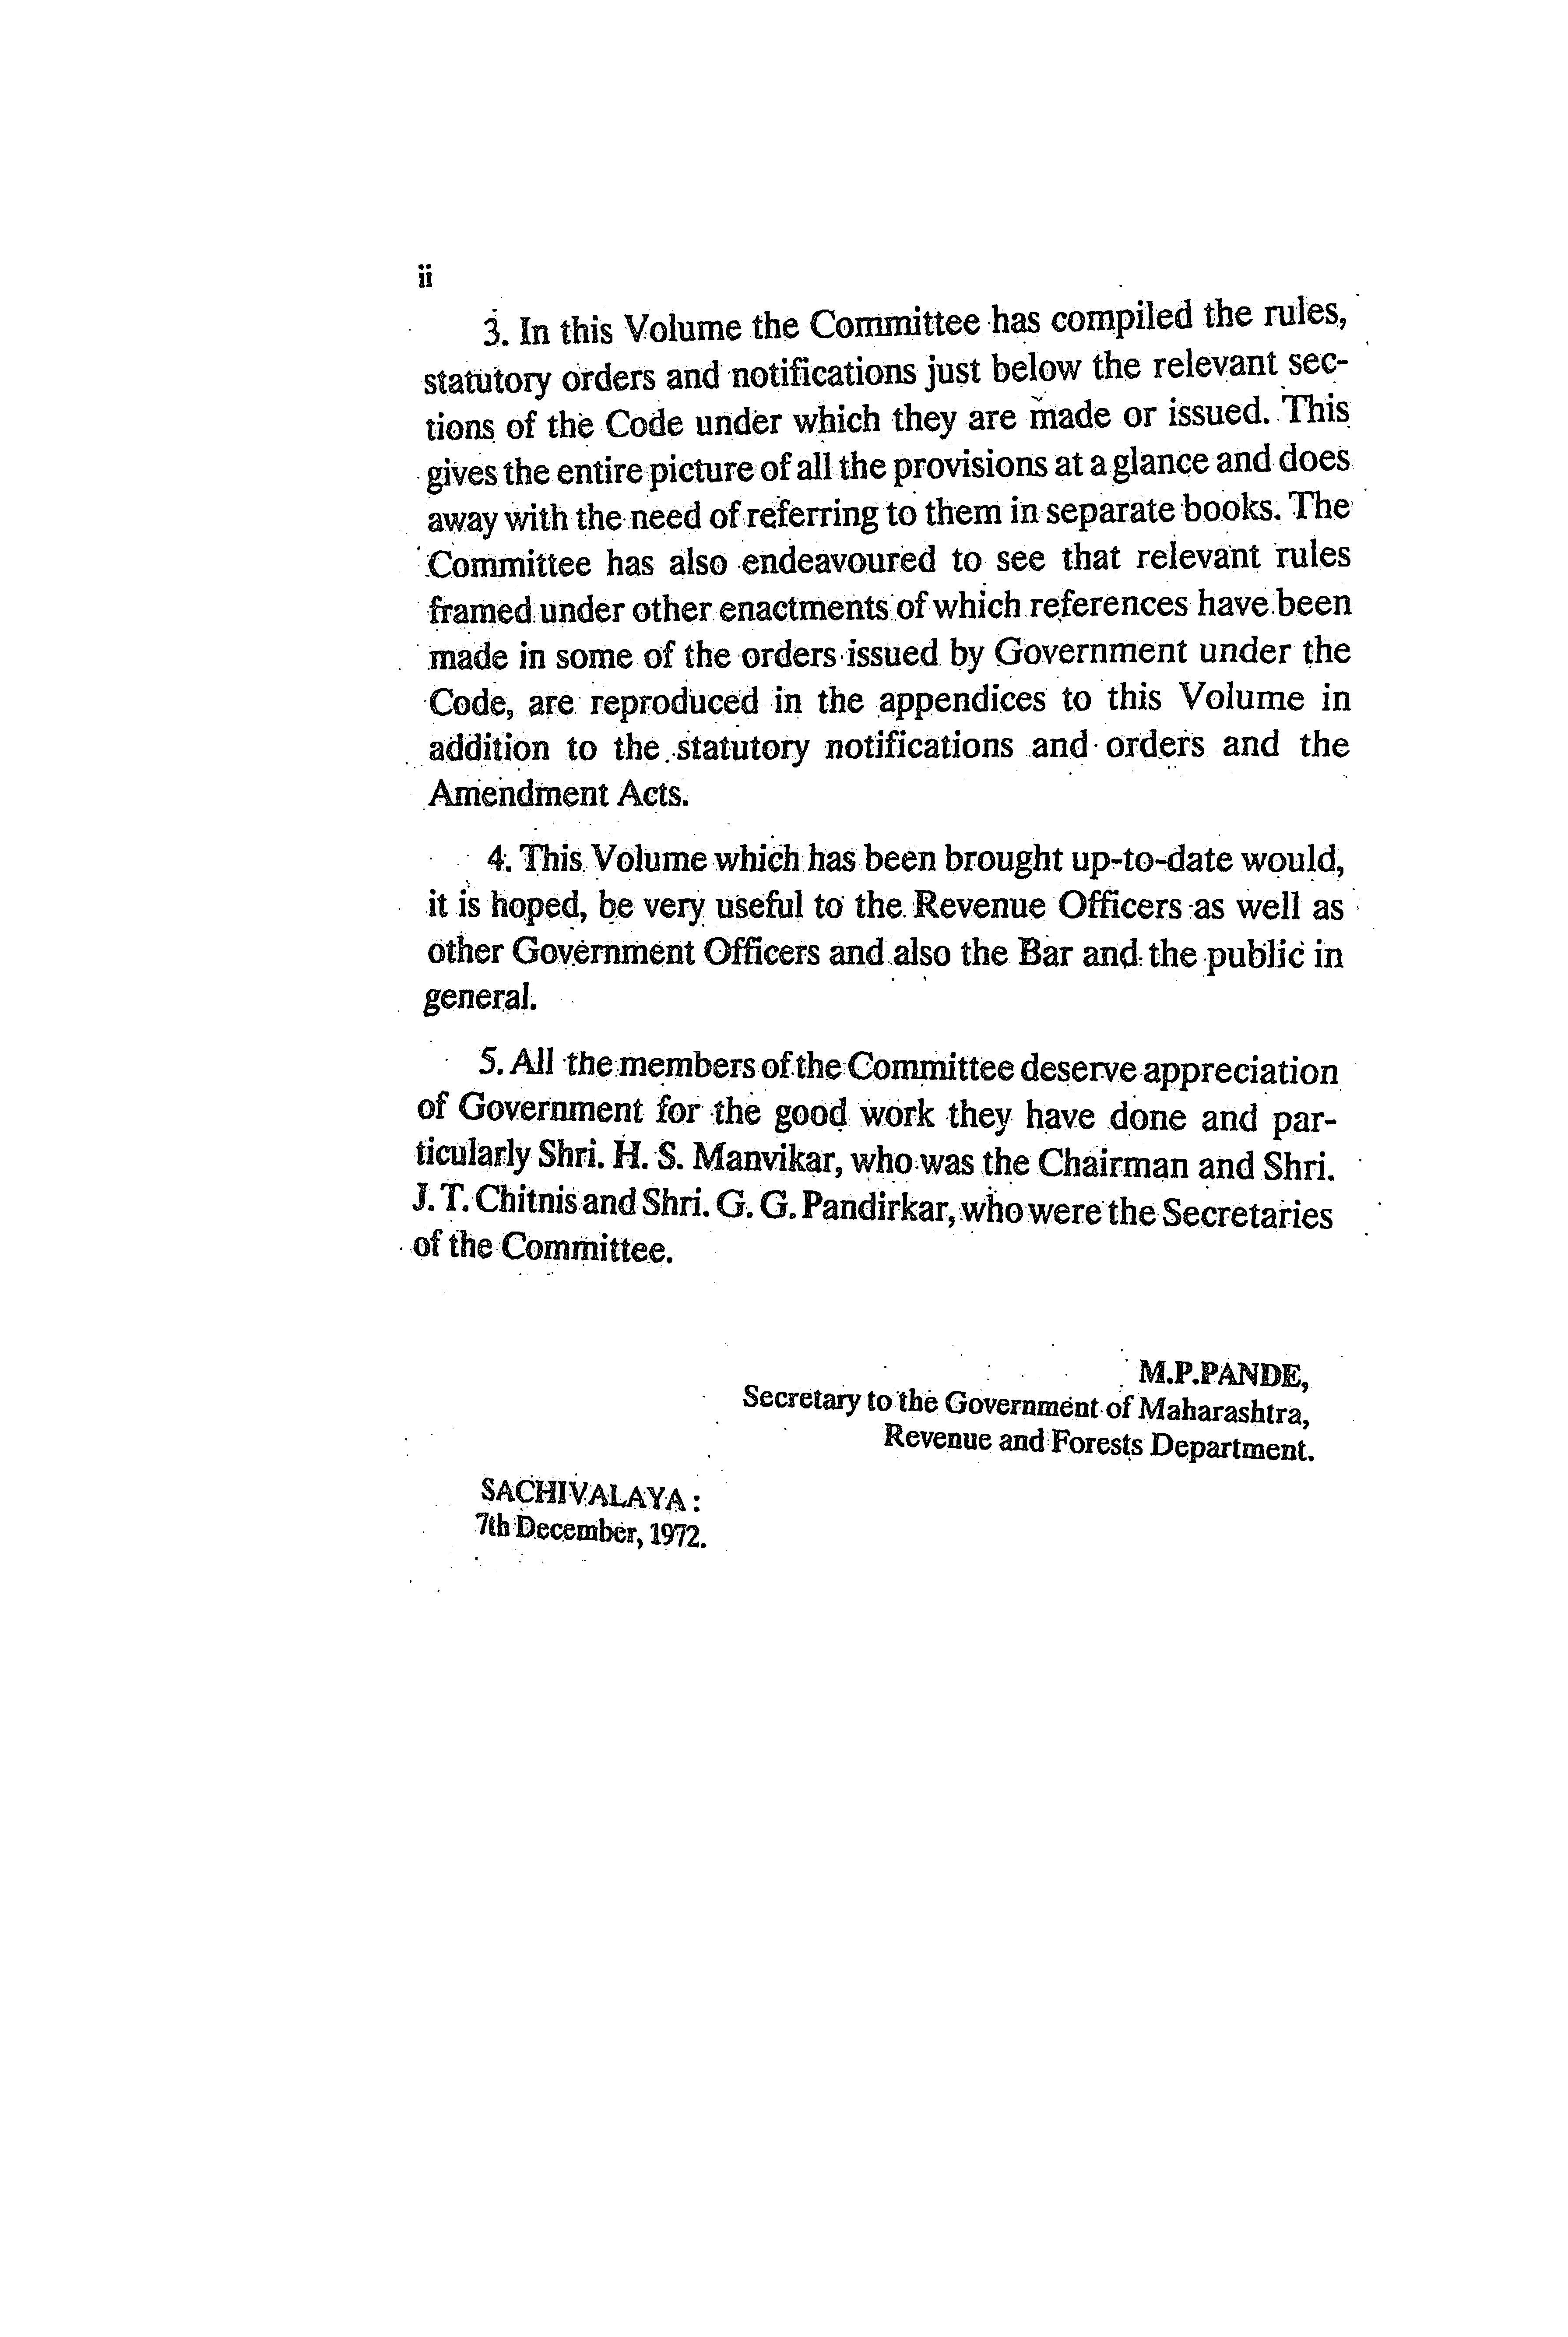 ii
3. In this Volume the Committee has compiled the rules,
statutory orders and notifications just below the relevant sec-
tions of the Code under which they are made or issued. This
gives the entire picture of all the provisions at a glance and does
away with the need of referring to them in separate books. The
Committee has also endeavoured to see that relevant rules
framed under other enactments of which references have been
made in some of the orders issued by Government under the
Code, are reproduced in the appendices to this Volume in
addition to the statutory notifications and orders and the
Amendment Acts.
4. This Volume which has been brought up-to-date would,
it is hoped, be very useful to the Revenue Officers as well as
other Government Officers and also the Bar and the public in
general.
5. All the members of the Committee deserve appreciation
of Government for the good work they have done and par-
ticularly Shri. H. S. Manvikar, who was the Chairman and Shri.
J. T. Chitnis and Shri. G. G. Pandirkar, who were the Secretaries
of the Committee.
M.P.PANDE,
Secretary to the Government of Maharashtra,
Revenue and Forests Department.
SACHIVALAYA :
7th December, 1972.